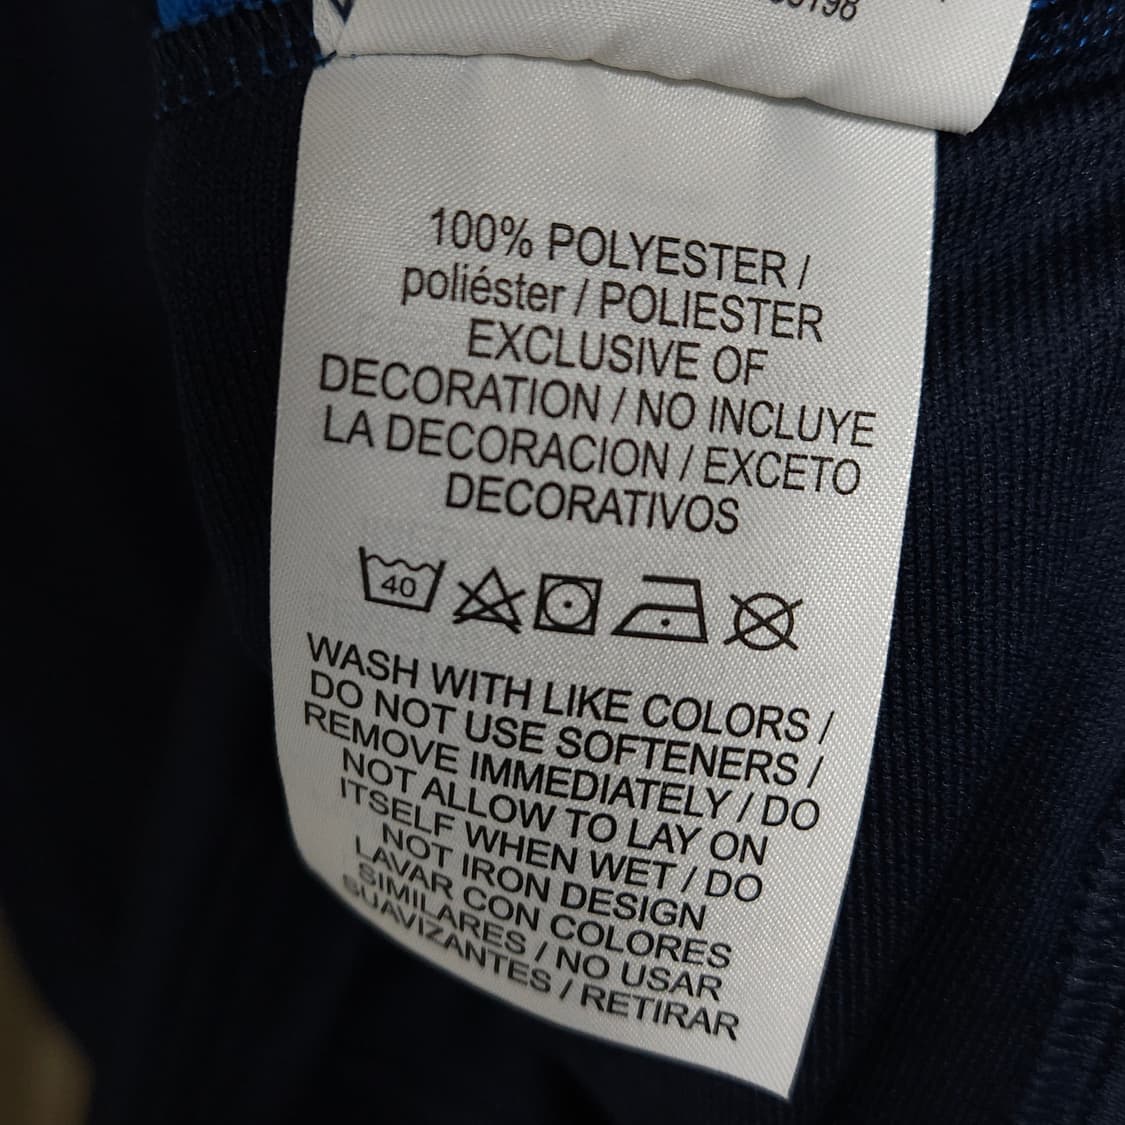 100% POLYESTER /
poliéster / POLIESTER
EXCLUSIVE OF
DECORATION / NO INCLUYE
LA DECORACION / EXCETO
DECORATIVOS
40
WASH WITH LIKE COLORS /
DO NOT USE SOFTENERS /
REMOVE IMMEDIATELY / DO
NOT ALLOW TO LAY ON
ITSELF WHEN WET / DO
NOT IRON DESIGN
LAVAR CON COLORES
SIMILARES / NO USAR
SUAVIZANTES / RETIRAR